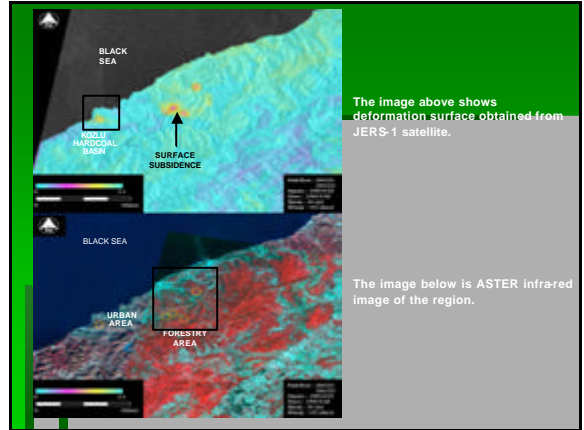 BLACK
SEA
KOZLU
HARDCOAL
BASIN
SURFACE
SUBSIDENCE
The image above shows
deformation surface obtained from
JERS-1 satellite.
BLACK SEA
URBAN
AREA
FORESTRY
AREA
The image below is ASTER infra-red
image of the region.